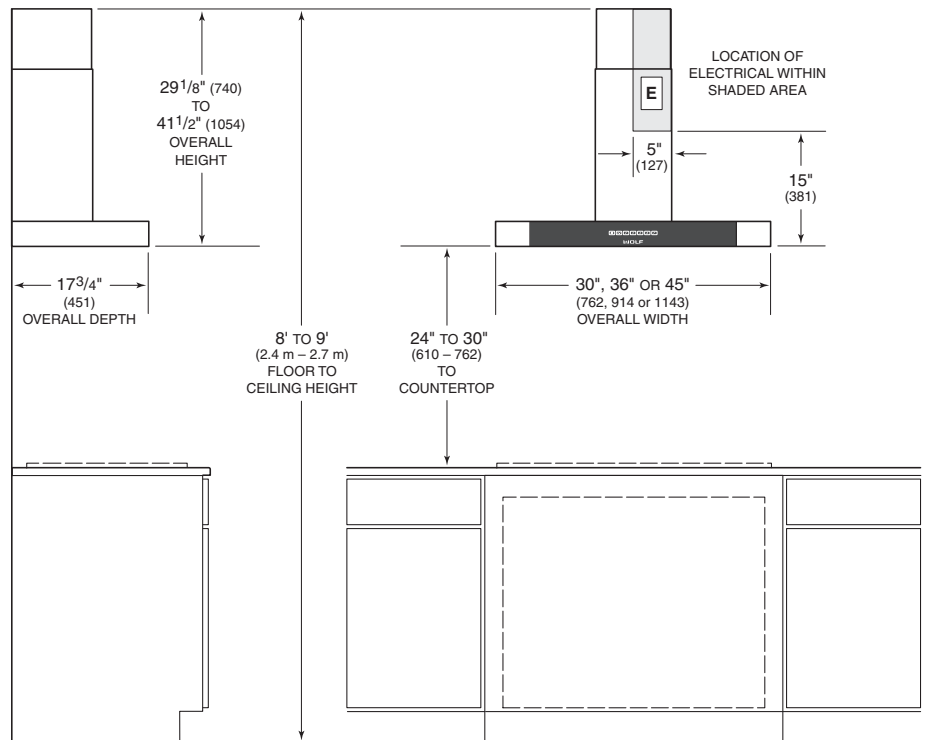 29 1/8" (740)
TO
41 1/2" (1054)
OVERALL
HEIGHT
LOCATION OF
ELECTRICAL WITHIN
SHADED AREA
E
5"
(127)
15"
(381)
WOLF
17 3/4"
(451)
OVERALL DEPTH
30", 36" OR 45"
(762, 914 or 1143)
OVERALL WIDTH
8' TO 9'
(2.4 m – 2.7 m)
FLOOR TO
CEILING HEIGHT
24" TO 30"
(610 – 762)
TO
COUNTERTOP